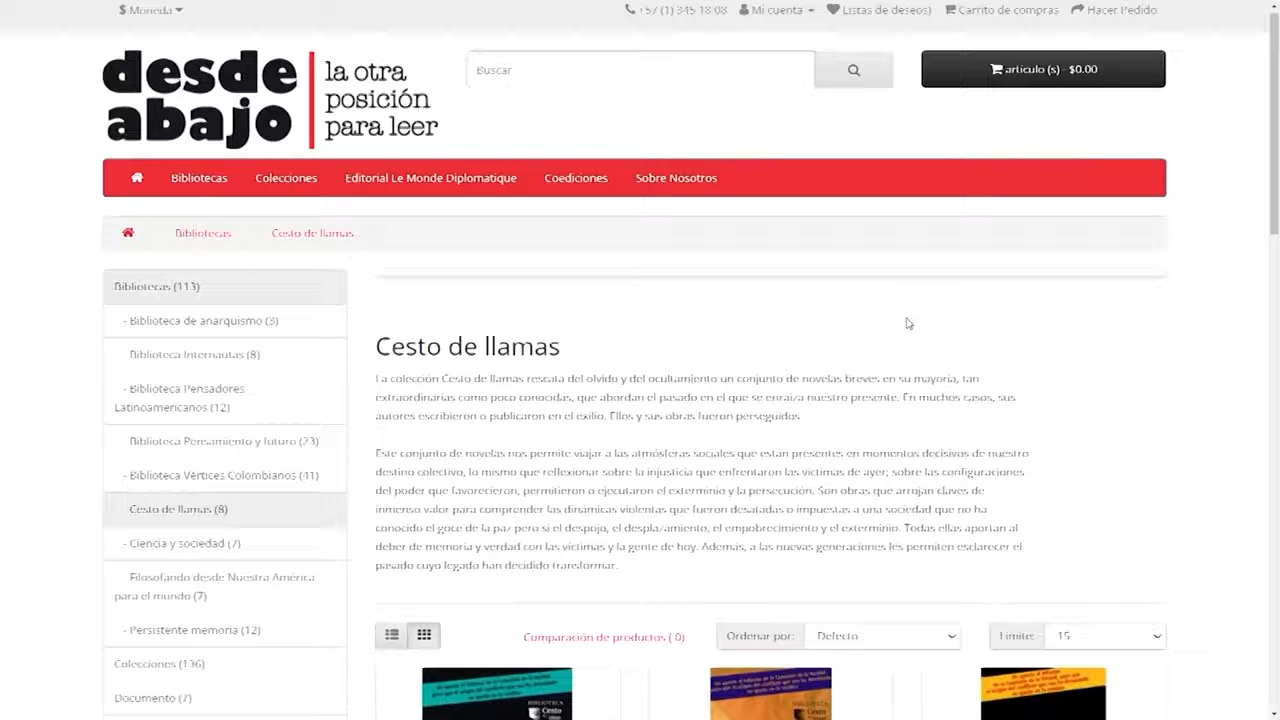 $ Moneda
+57 (1) 345 18 08 Mi cuenta Listas de deseos) Carrito de compras Hacer Pedido
desde abajo
la otra
posición
para leer
Buscar
artículo (s) - $0.00
Bibliotecas Colecciones Editorial Le Monde Diplomatique Coediciones Sobre Nosotros
Bibliotecas Cesto de llamas
Bibliotecas (113)
- Biblioteca de anarquismo (3)
Biblioteca Internautas (8)
- Biblioteca Pensadores
Latinoamericanos (12)
Biblioteca Pensamiento y futuro (23)
- Biblioteca Vértices Colombianos (41)
Cesto de llamas (8)
- Ciencia y sociedad (7)
Filosofando desde Nuestra América
para el mundo (7)
- Persistente memoria (12)
Colecciones (136)
Documento (7)
Cesto de llamas
La colección Cesto de llamas rescata del olvido y del ocultamiento un conjunto de novelas breves en su mayoría, tan
extraordinarias como poco conocidas, que abordan el pasado en el que se enraíza nuestro presente. En muchos casos, sus
autores escribieron o publicaron en el exilio. Ellos y sus obras fueron perseguidos
Este conjunto de novelas nos permite viajar a las atmósferas sociales que están presentes en momentos decisivos de nuestro
destino colectivo, lo mismo que reflexionar sobre la injusticia que enfrentaron las víctimas de ayer; sobre las configuraciones
del poder que favorecieron, permitieron o ejecutaron el exterminio y la persecución. Son obras que arrojan claves de
inmenso valor para comprender las dinámicas violentas que fueron desatadas o impuestas a una sociedad que no ha
conocido el goce de la paz pero sí el despojo, el desplazamiento, el empobrecimiento y el exterminio. Todas ellas aportan al
deber de memoria y verdad con las víctimas y la gente de hoy. Además, a las nuevas generaciones les permiten esclarecer el
pasado cuyo legado han decidido transformar.
Comparación de productos ( 0) Ordenar por: Defecto Límite: 15
BIBLIOTECA
Cesto